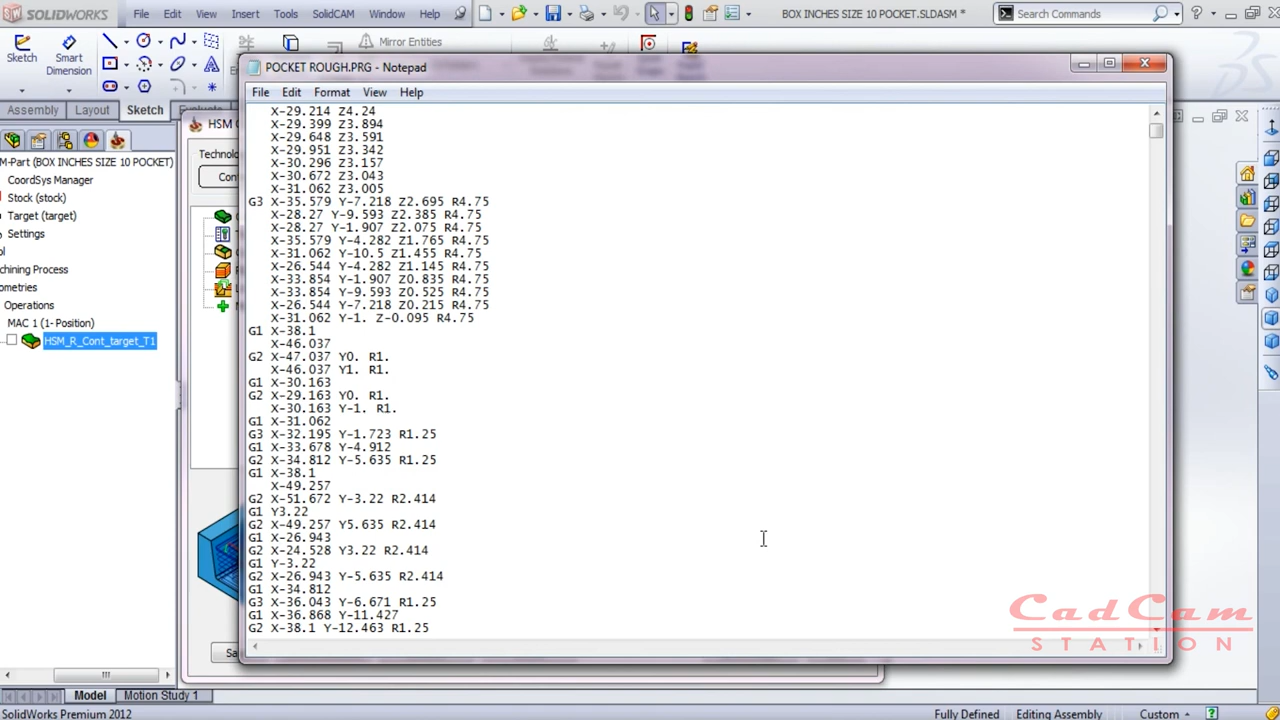 SOLIDWORKS File Edit View Insert Tools SolidCAM Window Help BOX INCHES SIZE 10 POCKET.SLDASM * Search Commands
Sketch Smart Dimension Mirror Entities
POCKET ROUGH.PRG - Notepad
Assembly Layout Sketch
File Edit Format View Help
HSM
M-Part (BOX INCHES SIZE 10 POCKET)
CoordSys Manager
Stock (stock)
Target (target)
Settings
ol
chining Process
ometries
Operations
MAC 1 (1- Position)
HSM_R_Cont_target_T1
Technolo
Con
X-29.214 Z4.24
X-29.399 Z3.894
X-29.648 Z3.591
X-29.951 Z3.342
X-30.296 Z3.157
X-30.672 Z3.043
X-31.062 Z3.005
G3 X-35.579 Y-7.218 Z2.695 R4.75
X-28.27 Y-9.593 Z2.385 R4.75
X-28.27 Y-1.907 Z2.075 R4.75
X-35.579 Y-4.282 Z1.765 R4.75
X-31.062 Y-10.5 Z1.455 R4.75
X-26.544 Y-4.282 Z1.145 R4.75
X-33.854 Y-1.907 Z0.835 R4.75
X-33.854 Y-9.593 Z0.525 R4.75
X-26.544 Y-7.218 Z0.215 R4.75
X-31.062 Y-1. Z-0.095 R4.75
G1 X-38.1
X-46.037
G2 X-47.037 Y0. R1.
X-46.037 Y1. R1.
G1 X-30.163
G2 X-29.163 Y0. R1.
X-30.163 Y-1. R1.
G1 X-31.062
G3 X-32.195 Y-1.723 R1.25
G1 X-33.678 Y-4.912
G2 X-34.812 Y-5.635 R1.25
G1 X-38.1
X-49.257
G2 X-51.672 Y-3.22 R2.414
G1 Y3.22
G2 X-49.257 Y5.635 R2.414
G1 X-26.943
G2 X-24.528 Y3.22 R2.414
G1 Y-3.22
G2 X-26.943 Y-5.635 R2.414
G1 X-34.812
G3 X-36.043 Y-6.671 R1.25
G1 X-36.868 Y-11.427
G2 X-38.1 Y-12.463 R1.25
CadCam
STATION
Sa
Model Motion Study 1
SolidWorks Premium 2012 Fully Defined Editing Assembly Custom